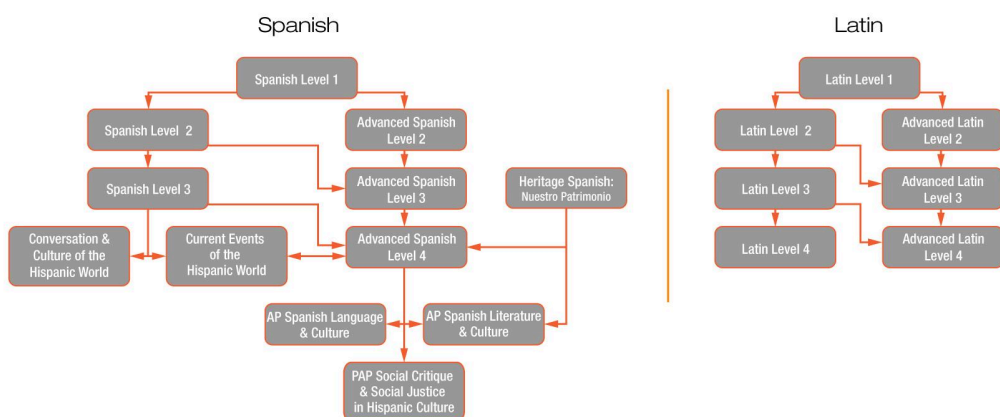 Spanish
Spanish Level 1
Spanish Level 2
Advanced Spanish
Level 2
Spanish Level 3
Advanced Spanish
Level 3
Heritage Spanish:
Nuestro Patrimonio
Conversation &
Culture of the
Hispanic World
Current Events
of the
Hispanic World
Advanced Spanish
Level 4
AP Spanish Language
& Culture
AP Spanish Literature
& Culture
PAP Social Critique
& Social Justice
in Hispanic Culture
Latin
Latin Level 1
Latin Level 2
Advanced Latin
Level 2
Latin Level 3
Advanced Latin
Level 3
Latin Level 4
Advanced Latin
Level 4